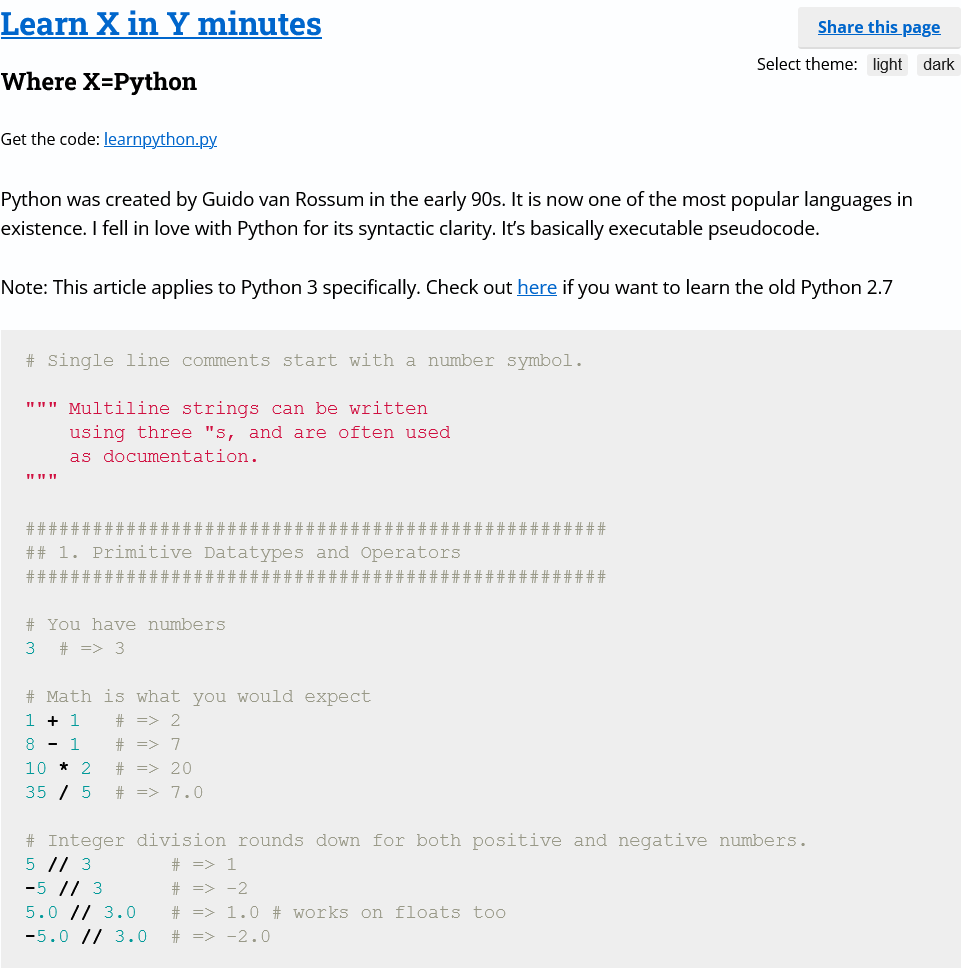 Learn X in Y minutes
Share this page
Select theme: light dark
Where X=Python
Get the code: learnpython.py
Python was created by Guido van Rossum in the early 90s. It is now one of the most popular languages in
existence. I fell in love with Python for its syntactic clarity. It’s basically executable pseudocode.
Note: This article applies to Python 3 specifically. Check out here if you want to learn the old Python 2.7
# Single line comments start with a number symbol.
""" Multiline strings can be written
    using three "s, and are often used
    as documentation.
"""
####################################################
## 1. Primitive Datatypes and Operators
####################################################
# You have numbers
3  # => 3
# Math is what you would expect
1 + 1   # => 2
8 - 1   # => 7
10 * 2  # => 20
35 / 5  # => 7.0
# Integer division rounds down for both positive and negative numbers.
5 // 3       # => 1
-5 // 3      # => -2
5.0 // 3.0   # => 1.0 # works on floats too
-5.0 // 3.0  # => -2.0